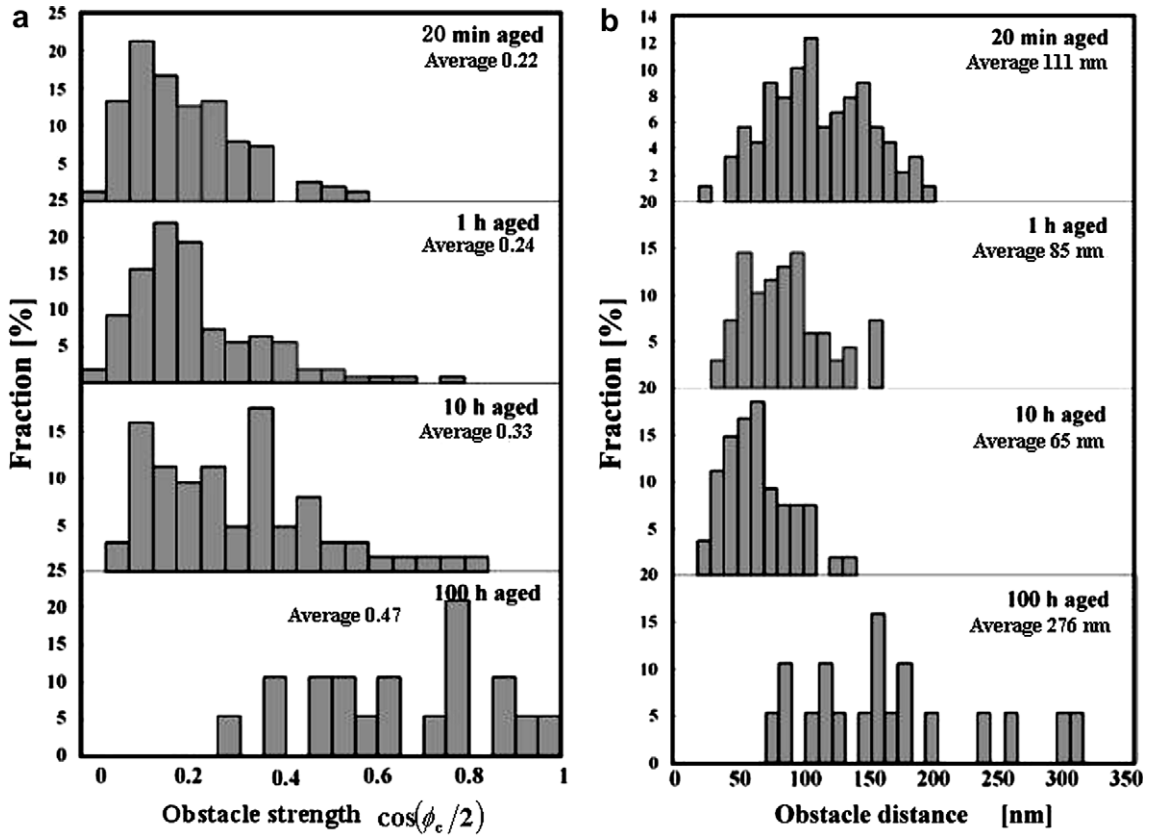 a
25
20 min aged
Average 0.22
20
15
10
5
25
1 h aged
Average 0.24
20
15
10
5
10 h aged
Average 0.33
15
10
5
25
100 h aged
Average 0.47
20
15
10
5
0
Fraction [%]
0 0.2 0.4 0.6 0.8 1
Obstacle strength cos(ϕc/2)
b
14
20 min aged
Average 111 nm
12
10
8
6
4
2
20
1 h aged
Average 85 nm
15
10
5
20
10 h aged
Average 65 nm
15
10
5
20
100 h aged
Average 276 nm
15
10
5
0
Fraction [%]
0 50 100 150 200 250 300 350
Obstacle distance [nm]